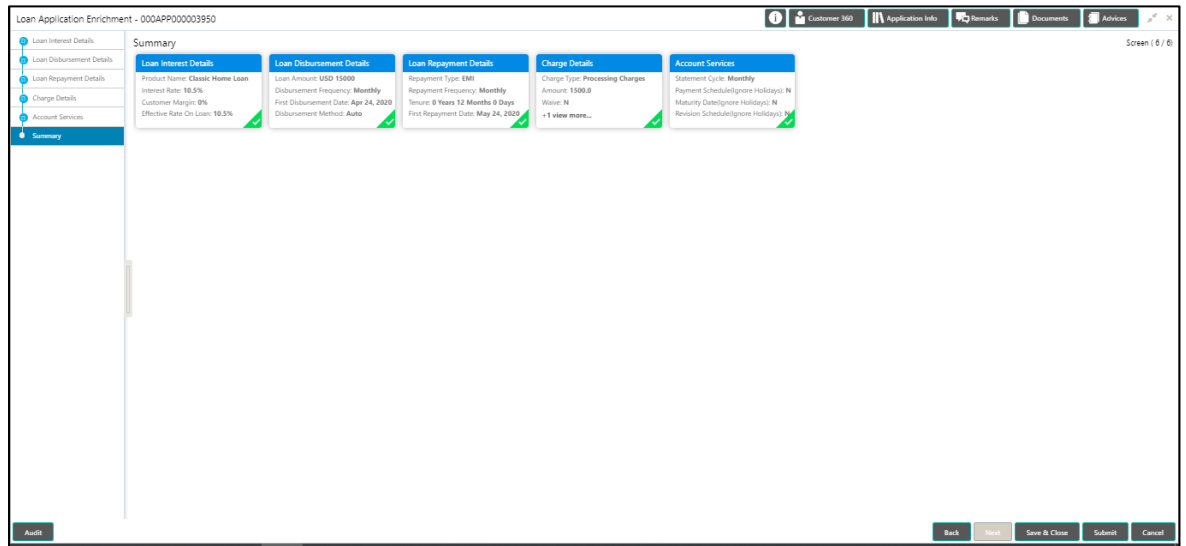 Loan Application Enrichment - 000APP000003950
Customer 360
Application Info
Remarks
Documents
Advices
Loan Interest Details
Loan Disbursement Details
Loan Repayment Details
Charge Details
Account Services
Summary
Summary
Screen ( 6 / 6)
Loan Interest Details
Product Name: Classic Home Loan
Interest Rate: 10.5%
Customer Margin: 0%
Effective Rate On Loan: 10.5%
Loan Disbursement Details
Loan Amount: USD 15000
Disbursement Frequency: Monthly
First Disbursement Date: Apr 24, 2020
Disbursement Method: Auto
Loan Repayment Details
Repayment Type: EMI
Repayment Frequency: Monthly
Tenure: 0 Years 12 Months 0 Days
First Repayment Date: May 24, 2020
Charge Details
Charge Type: Processing Charges
Amount: 1500.0
Waive: N
+1 view more...
Account Services
Statement Cycle: Monthly
Payment Schedule(Ignore Holidays): N
Maturity Date(Ignore Holidays): N
Revision Schedule(Ignore Holidays): N
Audit
Back
Next
Save & Close
Submit
Cancel